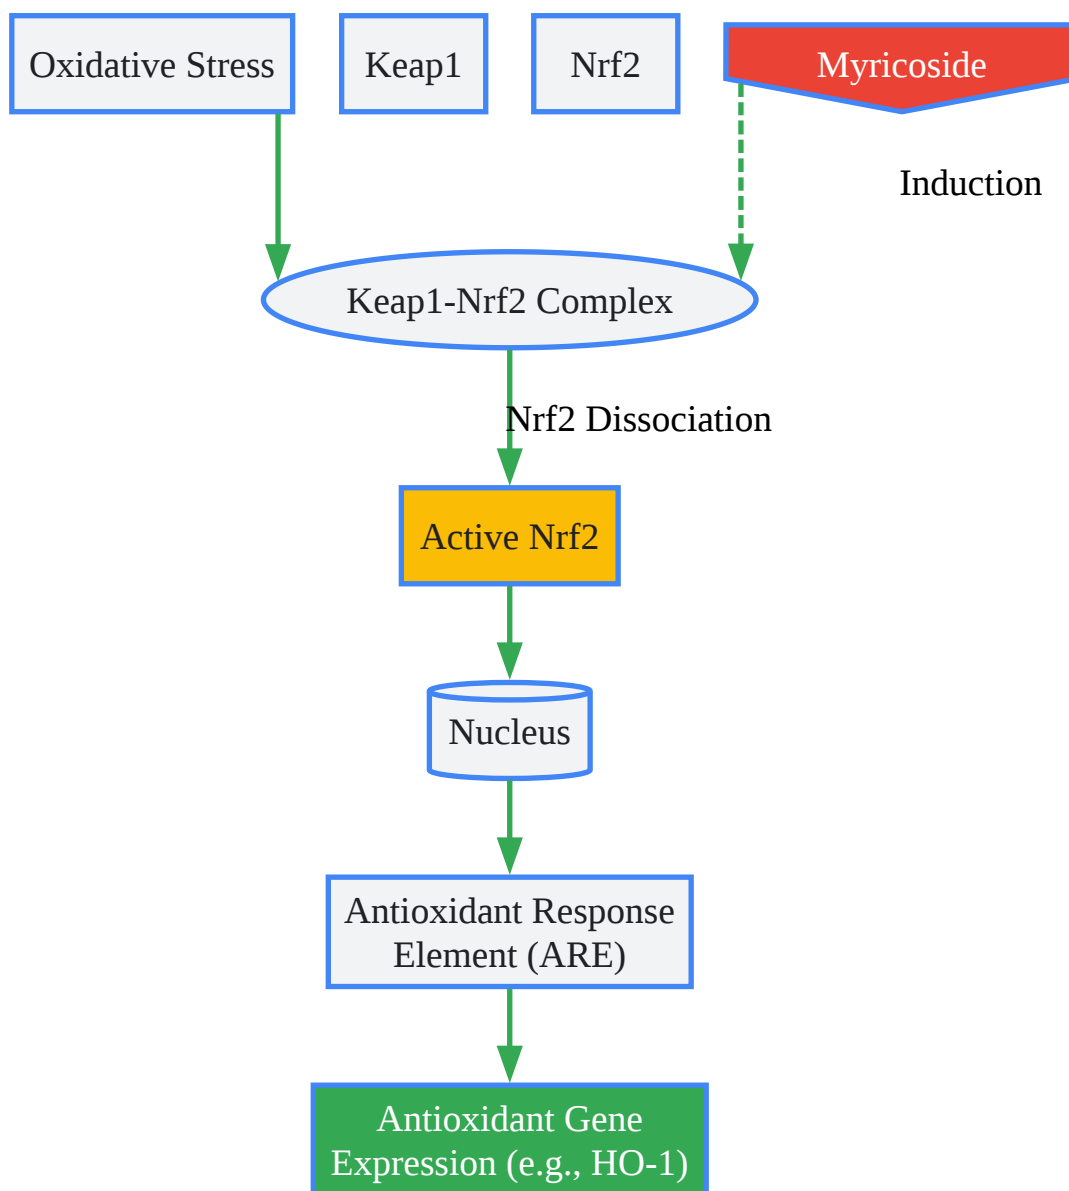 Oxidative Stress
Keap1
Nrf2
Myricoside
Induction
Keap1-Nrf2 Complex
Nrf2 Dissociation
Active Nrf2
Nucleus
Antioxidant Response
Element (ARE)
Antioxidant Gene
Expression (e.g., HO-1)